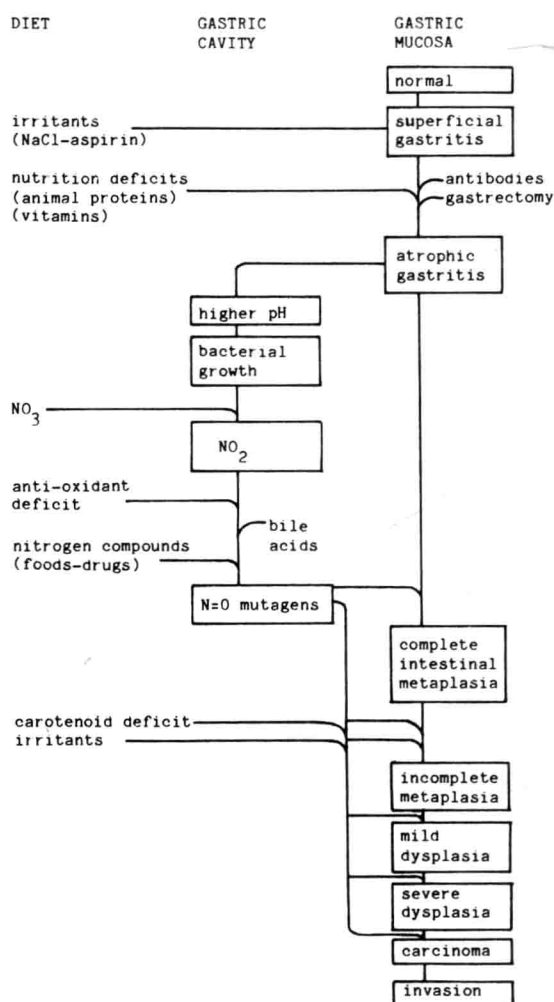 DIET GASTRIC GASTRIC
CAVITY MUCOSA
normal
irritants superficial
(NaCl-aspirin) gastritis
nutrition deficits antibodies
(animal proteins) gastrectomy
(vitamins)
atrophic
gastritis
higher pH
bacterial
growth
NO3
NO2
anti-oxidant
deficit
bile
acids
nitrogen compounds
(foods-drugs)
N=O mutagens
complete
intestinal
metaplasia
carotenoid deficit
irritants
incomplete
metaplasia
mild
dysplasia
severe
dysplasia
carcinoma
invasion